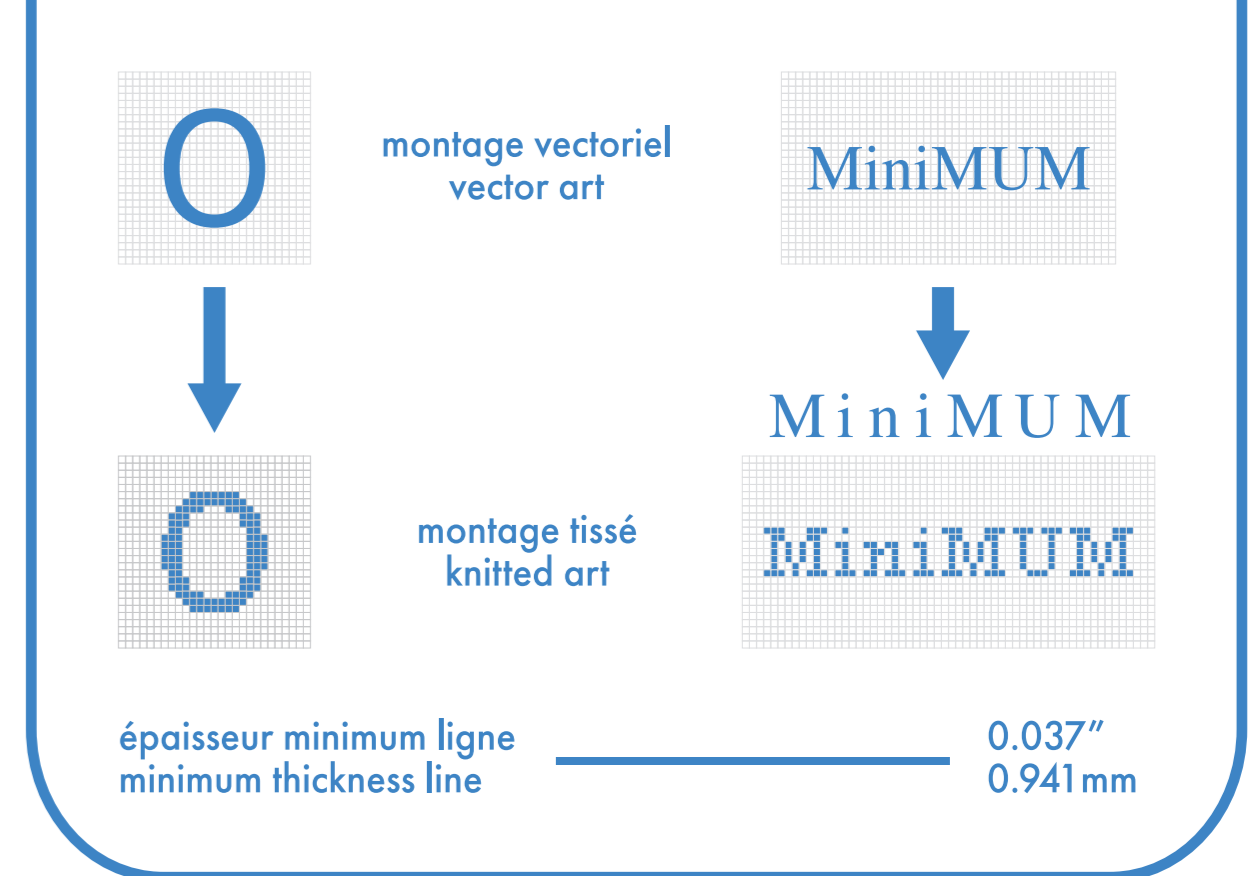 O
montage vectoriel
vector art
MiniMUM
MiniMUM
O
montage tissé
knitted art
MiniMUM
épaisseur minimum ligne
minimum thickness line
0.037″
0.941mm